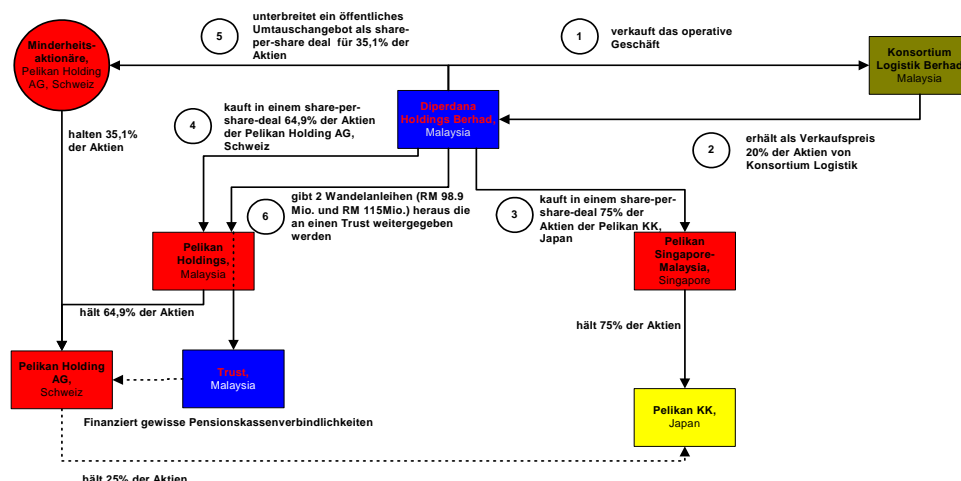 unterbreitet ein öffentliches
Umtauschangebot als share-
per-share deal für 35,1% der
Aktien
5
1
verkauft das operative
Geschäft
Minderheits-
aktionäre,
Pelikan Holding
AG, Schweiz
Konsortium
Logistik Berhad
Malaysia
halten 35,1%
der Aktien
4
kauft in einem share-per-
share-deal 64,9% der Aktien
der Pelikan Holding AG,
Schweiz
Diperdana
Holdings Berhad,
Malaysia
2
erhält als Verkaufspreis
20% der Aktien von
Konsortium Logistik
6
gibt 2 Wandelanleihen (RM 98.9
Mio. und RM 115Mio.) heraus die
an einen Trust weitergegeben
werden
3
kauft in einem share-per-
share-deal 75% der
Aktien der Pelikan KK,
Japan
Pelikan
Holdings,
Malaysia
Pelikan
Singapore-
Malaysia,
Singapore
hält 64,9% der Aktien
hält 75% der Aktien
Pelikan Holding
AG,
Schweiz
Trust,
Malaysia
Finanziert gewisse Pensionskassenverbindlichkeiten
Pelikan KK,
Japan
hält 25% der Aktien